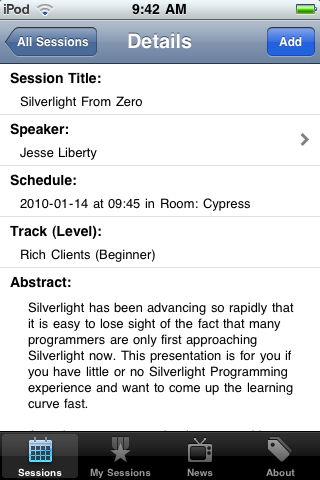 iPod 9:42 AM
All Sessions Details Add
Session Title:
Silverlight From Zero
Speaker:
Jesse Liberty
Schedule:
2010-01-14 at 09:45 in Room: Cypress
Track (Level):
Rich Clients (Beginner)
Abstract:
Silverlight has been advancing so rapidly that
it is easy to lose sight of the fact that many
programmers are only first approaching
Silverlight now. This presentation is for you if
you have little or no Silverlight Programming
experience and want to come up the learning
curve fast.
Sessions My Sessions News About